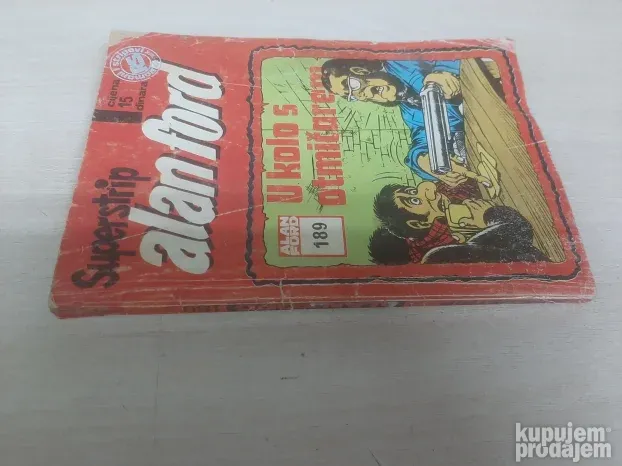 Superstrip
alan ford
cijena
15
dinara
ALAN
FORD
189
U kolo s
kupujem
prodajem